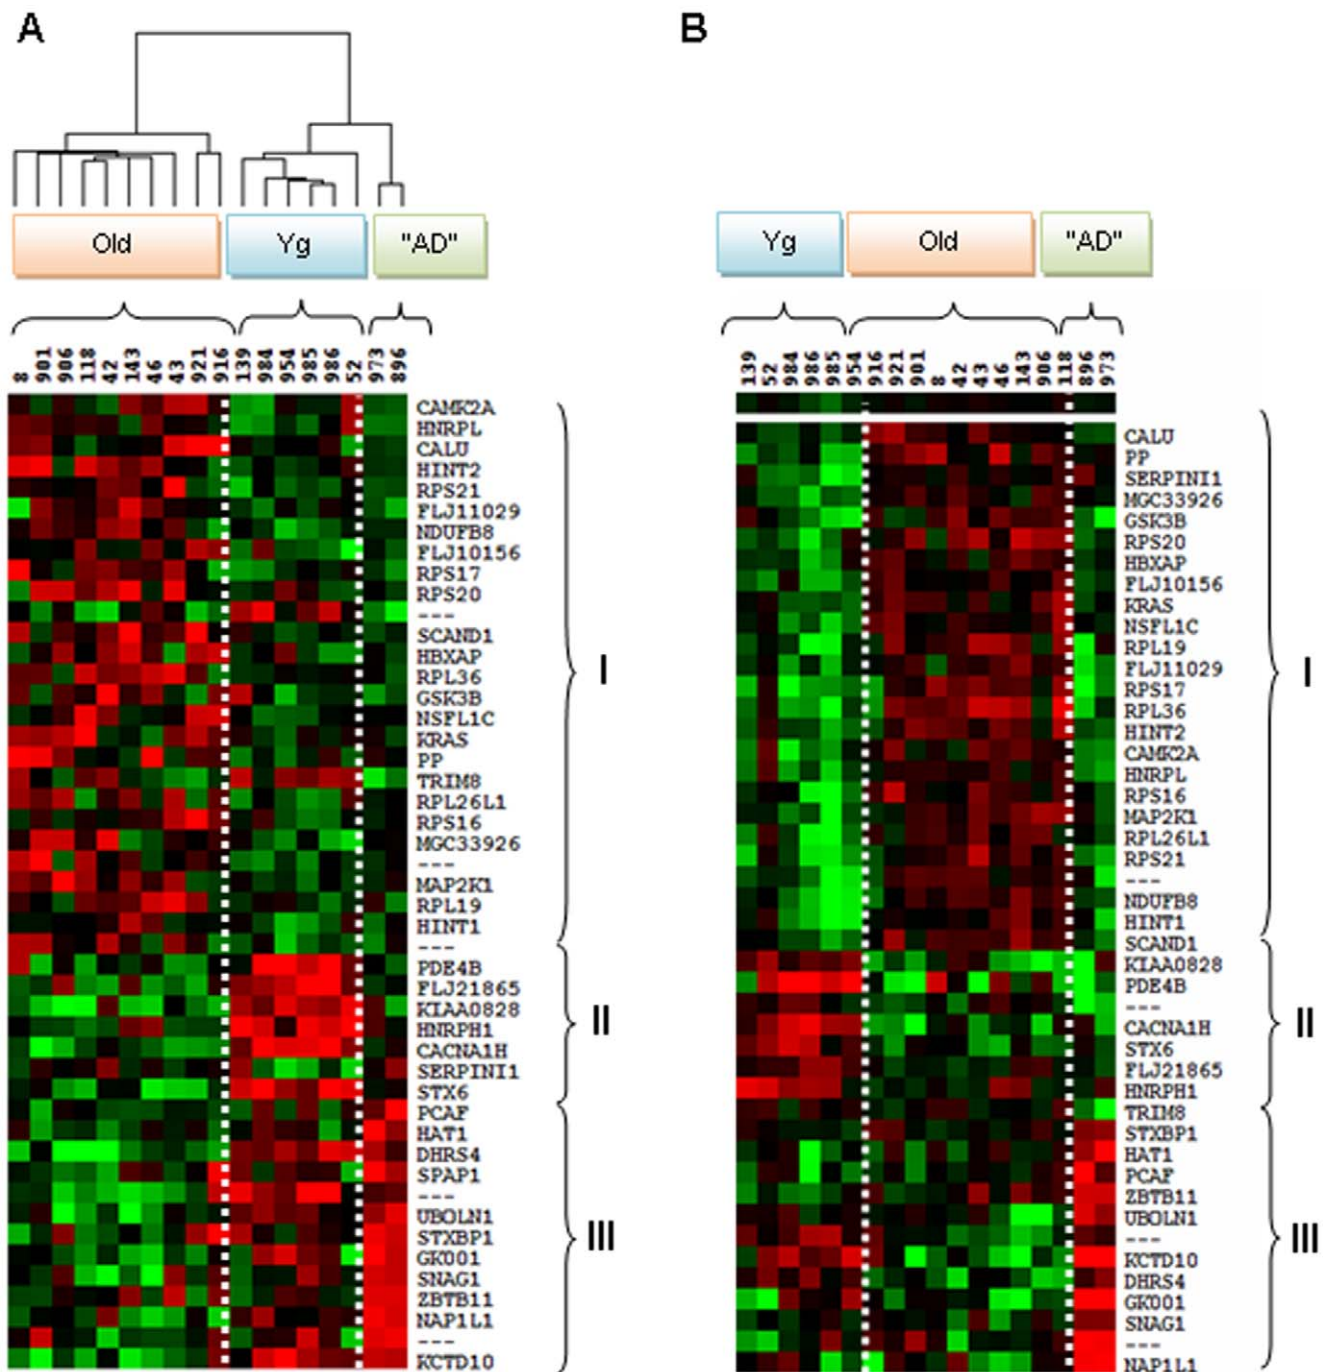 A
Old
Yg
"AD"
8 901 906 118 42 143 46 43 921 916 139 984 954 985 986 52 973 896
CAMK2A
HNRPL
CALU
HINT2
RPS21
FLJ11029
NDUFB8
FLJ10156
RPS17
RPS20
---
SCAND1
HBXAP
RPL36
GSK3B
NSFL1C
KRAS
PP
TRIM8
RPL26L1
RPS16
MGC33926
---
MAP2K1
RPL19
HINT1
---
PDE4B
FLJ21865
KIAA0828
HNRPH1
CACNA1H
SERPINI1
STX6
PCAF
HAT1
DHRS4
SPAP1
---
UBQLN1
STXBP1
GK001
SNAG1
ZBTB11
NAP1L1
---
KCTD10
I
II
III
B
Yg
Old
"AD"
139 52 984 986 985 954 916 921 901 8 42 43 46 143 906 118 896 973
CALU
PP
SERPINI1
MGC33926
GSK3B
RPS20
HBXAP
FLJ10156
KRAS
NSFL1C
RPL19
FLJ11029
RPS17
RPL36
HINT2
CAMK2A
HNRPL
RPS16
MAP2K1
RPL26L1
RPS21
---
NDUFB8
HINT1
SCAND1
KIAA0828
PDE4B
---
CACNA1H
STX6
FLJ21865
HNRPH1
TRIM8
STXBP1
HAT1
PCAF
ZBTB11
UBQLN1
---
KCTD10
DHRS4
GK001
SNAG1
---
NAP1L1
I
II
III